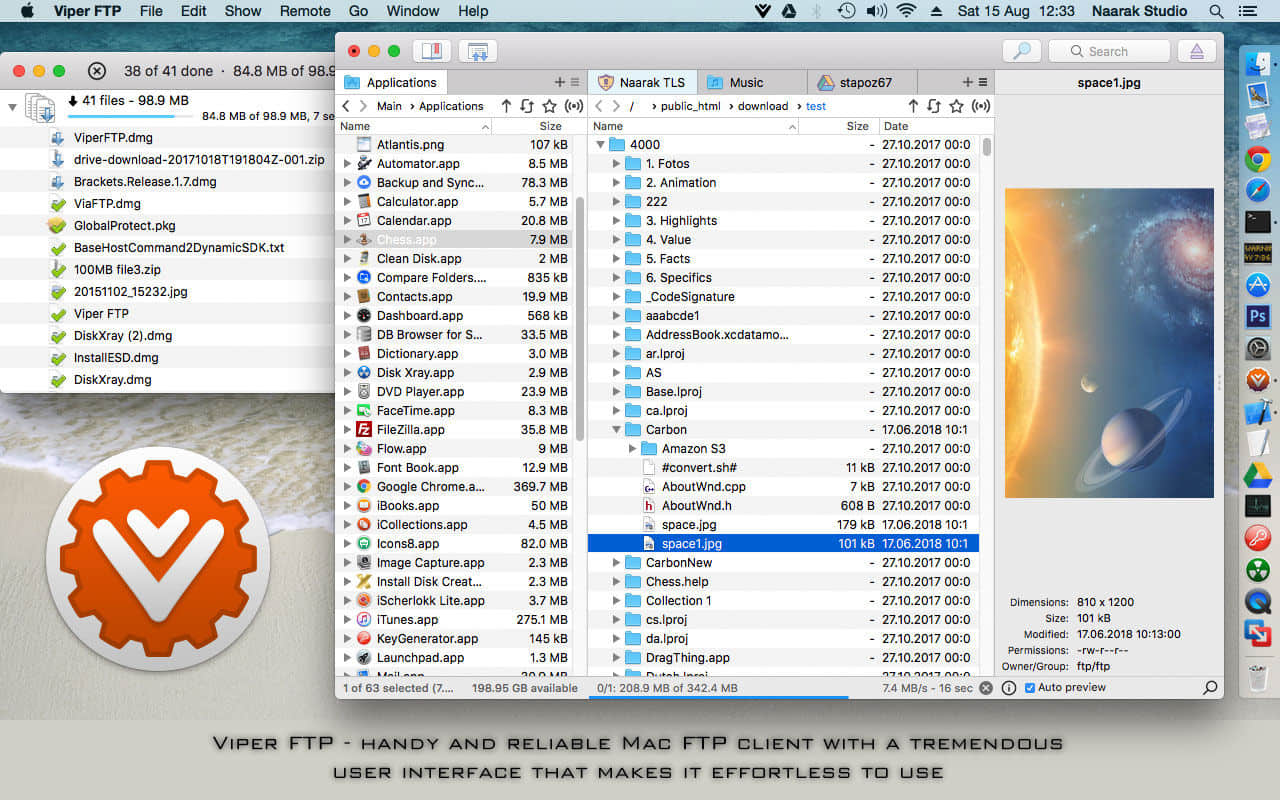 Viper FTP File Edit Show Remote Go Window Help Sat 15 Aug 12:33 Naarak Studio
38 of 41 done · 84.8 MB of 98.9
41 files - 98.9 MB
84.8 MB of 98.9 MB, 7 se
ViperFTP.dmg
drive-download-20171018T191804Z-001.zip
Brackets.Release.1.7.dmg
ViaFTP.dmg
GlobalProtect.pkg
BaseHostCommand2DynamicSDK.txt
100MB file3.zip
20151102_15232.jpg
Viper FTP
DiskXray (2).dmg
InstallESD.dmg
DiskXray.dmg
Search
Applications
Main Applications
Name Size
Atlantis.png 107 kB
Automator.app 8.5 MB
Backup and Sync... 78.3 MB
Calculator.app 5.7 MB
Calendar.app 20.8 MB
Chess.app 7.9 MB
Clean Disk.app 2 MB
Compare Folders.... 835 kB
Contacts.app 19.9 MB
Dashboard.app 568 kB
DB Browser for S... 33.5 MB
Dictionary.app 3.0 MB
Disk Xray.app 2.9 MB
DVD Player.app 23.9 MB
FaceTime.app 8.3 MB
FileZilla.app 35.8 MB
Flow.app 9 MB
Font Book.app 12.9 MB
Google Chrome.a... 369.7 MB
iBooks.app 50 MB
iCollections.app 4.5 MB
Icons8.app 82.0 MB
Image Capture.app 2.3 MB
Install Disk Creat... 2.3 MB
iScherlokk Lite.app 3.7 MB
iTunes.app 275.1 MB
KeyGenerator.app 145 kB
Launchpad.app 1.3 MB
1 of 63 selected (7.... 198.95 GB available
Naarak TLS Music stapoz67
/ public_html download test
Name Size Date
4000 - 27.10.2017 00:0
1. Fotos - 27.10.2017 00:0
2. Animation - 27.10.2017 00:0
222 - 27.10.2017 00:0
3. Highlights - 27.10.2017 00:0
4. Value - 27.10.2017 00:0
5. Facts - 27.10.2017 00:0
6. Specifics - 27.10.2017 00:0
_CodeSignature - 27.10.2017 00:0
aaabcde1 - 27.10.2017 00:0
AddressBook.xcdatamo... - 27.10.2017 00:0
ar.lproj - 27.10.2017 00:0
AS - 27.10.2017 00:0
Base.lproj - 27.10.2017 00:0
ca.lproj - 27.10.2017 00:0
Carbon - 17.06.2018 10:1
Amazon S3 - 27.10.2017 00:0
#convert.sh# 11 kB 27.10.2017 00:0
AboutWnd.cpp 7 kB 27.10.2017 00:0
AboutWnd.h 608 B 27.10.2017 00:0
space.jpg 179 kB 17.06.2018 10:1
space1.jpg 101 kB 17.06.2018 10:1
CarbonNew - 27.10.2017 00:0
Chess.help - 27.10.2017 00:0
Collection 1 - 27.10.2017 00:0
cs.lproj - 27.10.2017 00:0
da.lproj - 27.10.2017 00:0
DragThing.app - 27.10.2017 00:0
0/1: 208.9 MB of 342.4 MB 7.4 MB/s - 16 sec
space1.jpg
Dimensions: 810 x 1200
Size: 101 kB
Modified: 17.06.2018 10:13:00
Permissions: -rw-r--r--
Owner/Group: ftp/ftp
Auto preview
Ps
Viper FTP - handy and reliable Mac FTP client with a tremendous
user interface that makes it effortless to use